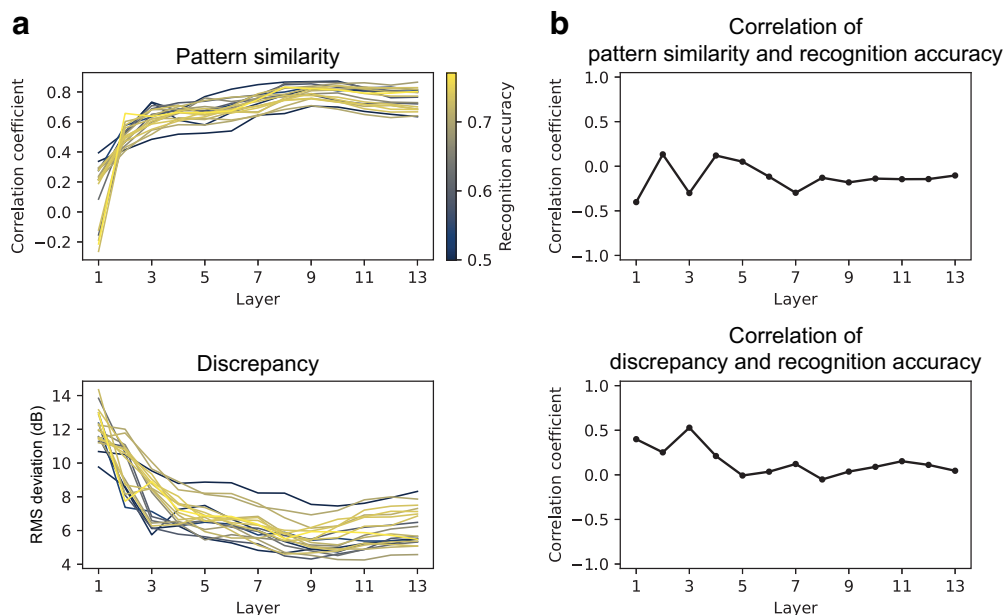 a
Pattern similarity
Correlation coefficient
0.8
0.6
0.4
0.2
0.0
−0.2
1 3 5 7 9 11 13
Layer
0.7
0.6
0.5
Recognition accuracy
Discrepancy
RMS deviation (dB)
14
12
10
8
6
4
1 3 5 7 9 11 13
Layer
b
Correlation of
pattern similarity and recognition accuracy
Correlation coefficient
1.0
0.5
0.0
−0.5
−1.0
1 3 5 7 9 11 13
Layer
Correlation of
discrepancy and recognition accuracy
Correlation coefficient
1.0
0.5
0.0
−0.5
−1.0
1 3 5 7 9 11 13
Layer